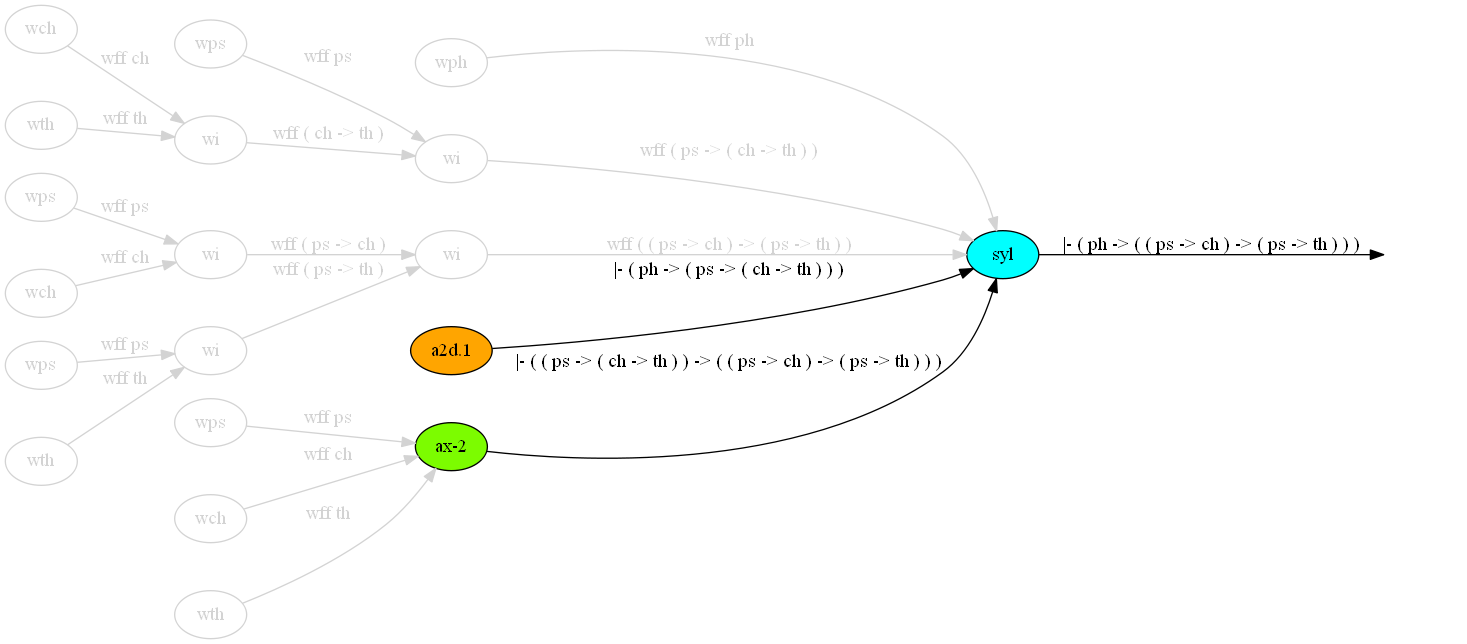 wch
wff ch
wth
wff th
wps
wff ps
wi
wff ( ch -> th )
wph
wff ph
wi
wff ( ps -> ( ch -> th ) )
wps
wff ps
wch
wff ch
wi
wff ( ps -> ch )
wff ( ps -> th )
wi
wff ( ( ps -> ch ) -> ( ps -> th ) )
|- ( ph -> ( ps -> ( ch -> th ) ) )
syl
|- ( ph -> ( ( ps -> ch ) -> ( ps -> th ) ) )
wps
wff ps
wff th
wth
wi
a2d.1
|- ( ( ps -> ( ch -> th ) ) -> ( ( ps -> ch ) -> ( ps -> th ) ) )
wps
wff ps
wff ch
ax-2
wch
wff th
wth